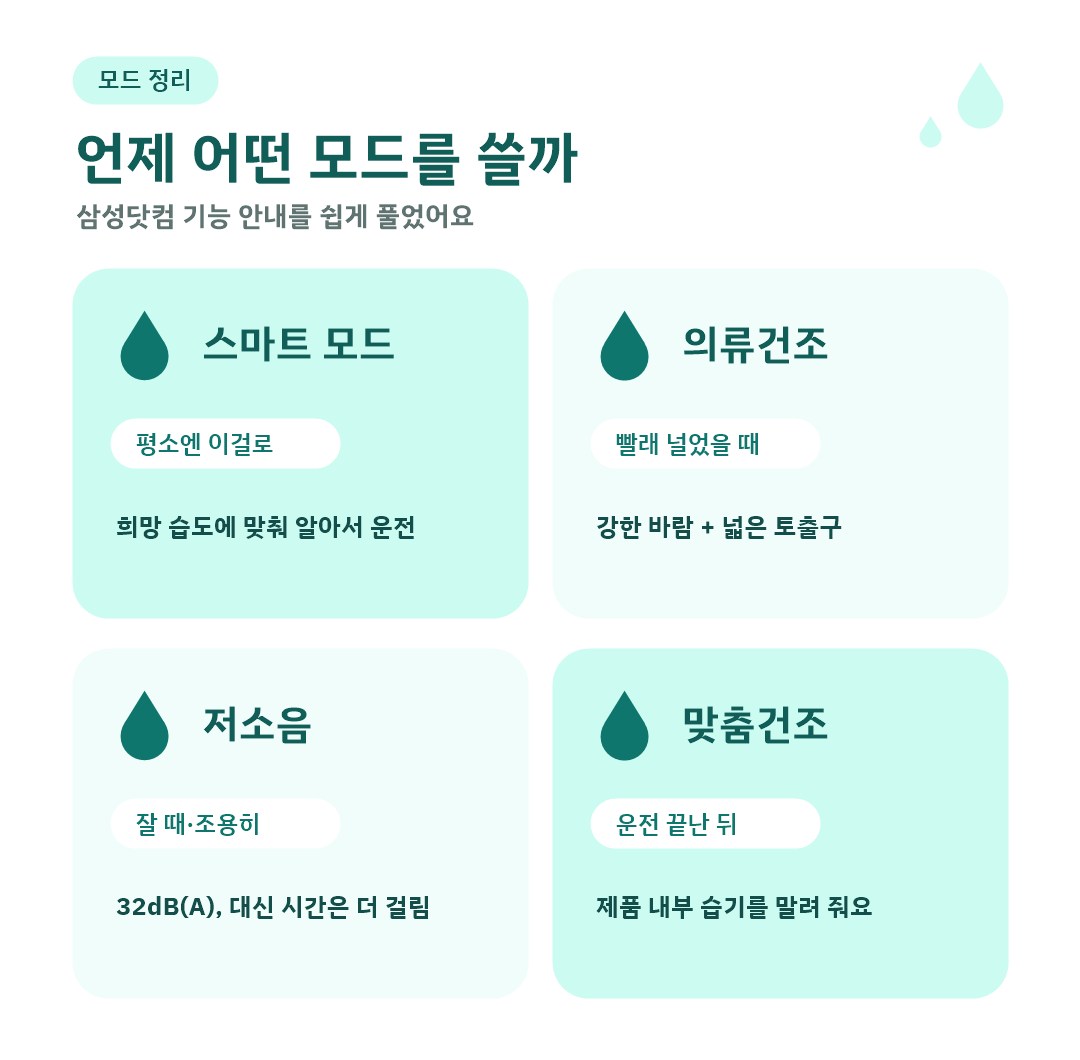 모드 정리
언제 어떤 모드를 쓸까
삼성닷컴 기능 안내를 쉽게 풀었어요
스마트 모드
평소엔 이걸로
희망 습도에 맞춰 알아서 운전
의류건조
빨래 널었을 때
강한 바람 + 넓은 토출구
저소음
잘 때·조용히
32dB(A), 대신 시간은 더 걸림
맞춤건조
운전 끝난 뒤
제품 내부 습기를 말려 줘요